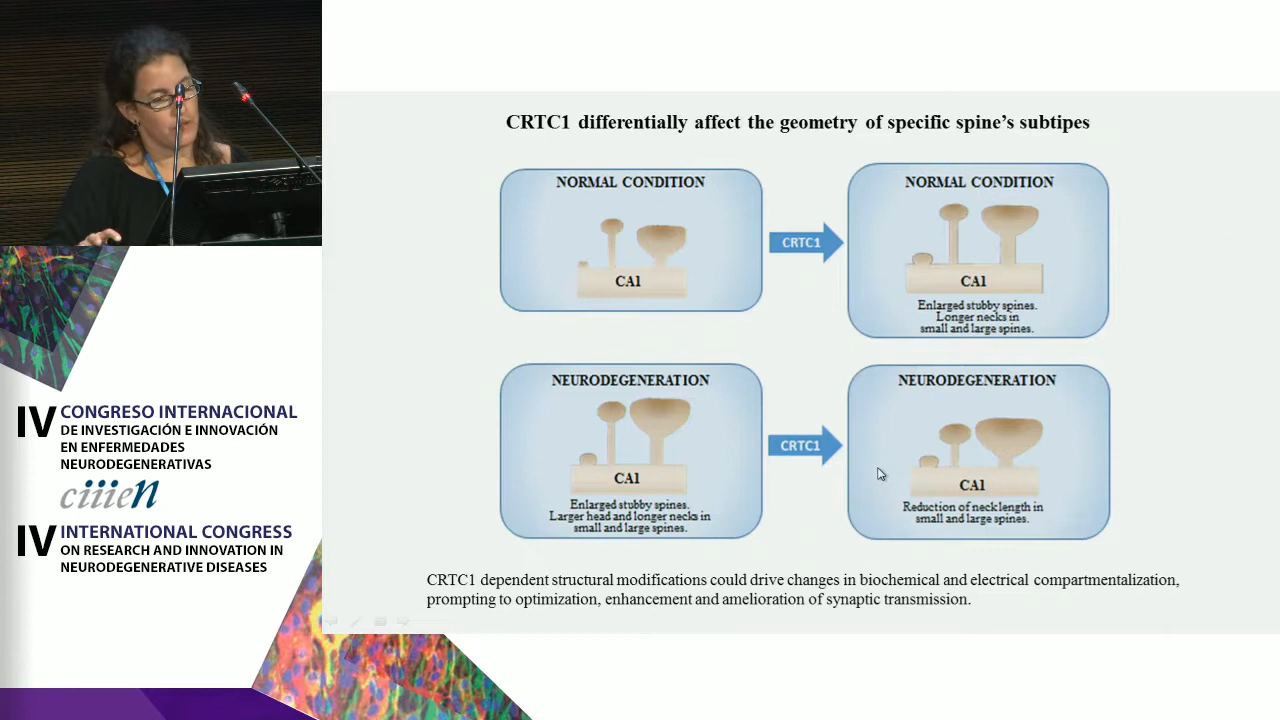 CRTC1 differentially affect the geometry of specific spine's subtipes
NORMAL CONDITION
CA1
CRTC1
NORMAL CONDITION
CA1
Enlarged stubby spines.
Longer necks in
small and large spines.
NEURODEGENERATION
CA1
Enlarged stubby spines.
Larger head and longer necks in
small and large spines.
CRTC1
NEURODEGENERATION
CA1
Reduction of neck length in
small and large spines.
CRTC1 dependent structural modifications could drive changes in biochemical and electrical compartmentalization,
prompting to optimization, enhancement and amelioration of synaptic transmission.
IV CONGRESO INTERNACIONAL
DE INVESTIGACIÓN E INNOVACIÓN
EN ENFERMEDADES
NEURODEGENERATIVAS
ciiien
IV INTERNATIONAL CONGRESS
ON RESEARCH AND INNOVATION IN
NEURODEGENERATIVE DISEASES